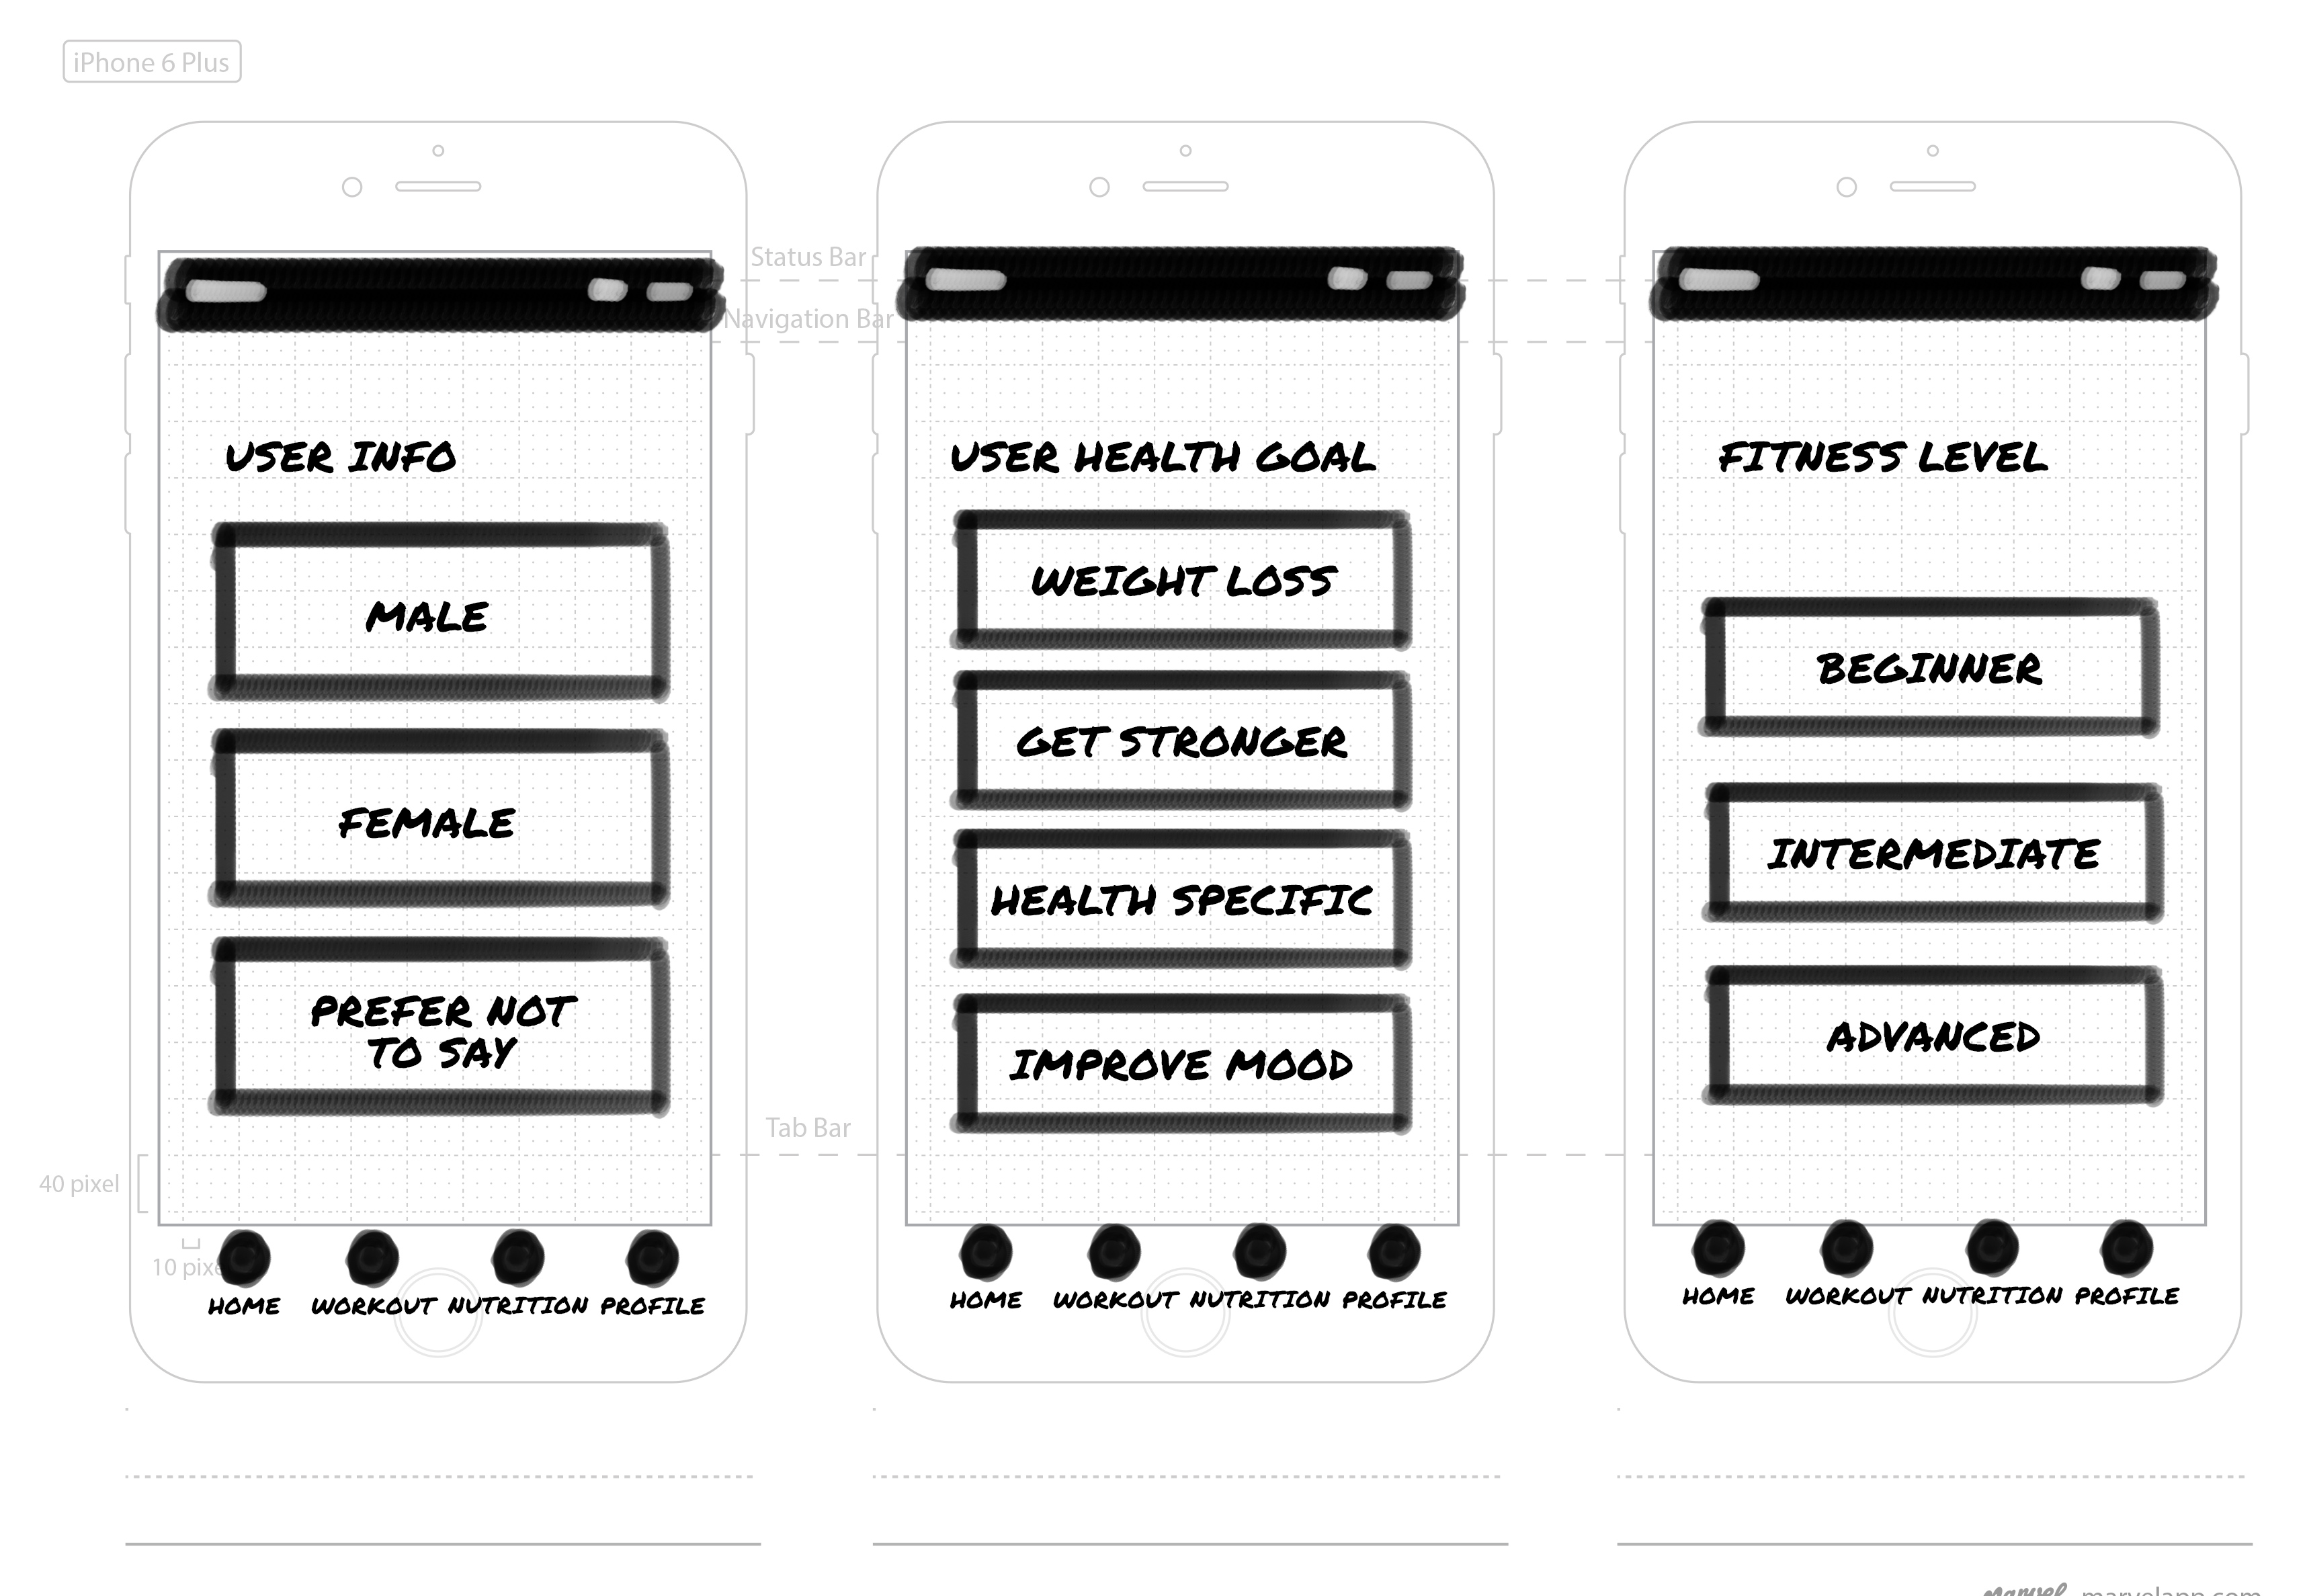 iPhone 6 Plus
Status Bar
Navigation Bar
USER INFO
MALE
FEMALE
PREFER NOT
TO SAY
HOME WORKOUT NUTRITION PROFILE
USER HEALTH GOAL
WEIGHT LOSS
GET STRONGER
HEALTH SPECIFIC
IMPROVE MOOD
HOME WORKOUT NUTRITION PROFILE
FITNESS LEVEL
BEGINNER
INTERMEDIATE
ADVANCED
HOME WORKOUT NUTRITION PROFILE
Tab Bar
40 pixel
10 pixel
marvel marvelapp.com